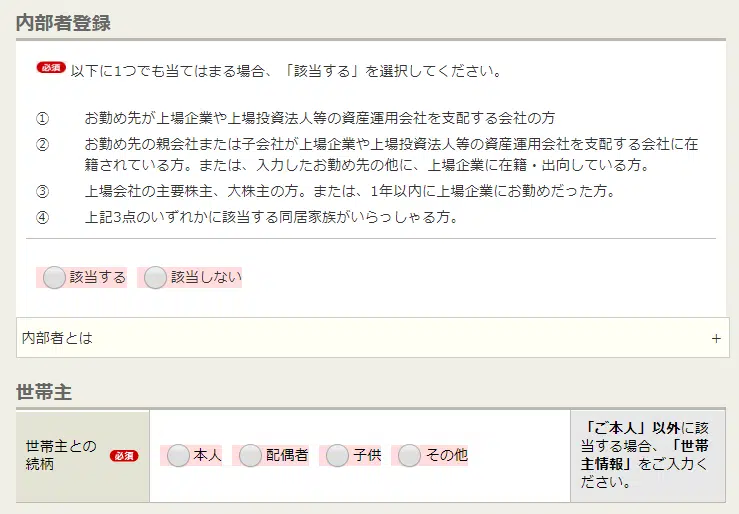 内部者登録
必須 以下に1つでも当てはまる場合、「該当する」を選択してください。
① お勤め先が上場企業や上場投資法人等の資産運用会社を支配する会社の方
② お勤め先の親会社または子会社が上場企業や上場投資法人等の資産運用会社を支配する会社に在
籍されている方。または、入力したお勤め先の他に、上場企業に在籍・出向している方。
③ 上場会社の主要株主、大株主の方。または、1年以内に上場企業にお勤めだった方。
④ 上記3点のいずれかに該当する同居家族がいらっしゃる方。
該当する 該当しない
内部者とは +
世帯主
世帯主との
続柄
必須
本人 配偶者 子供 その他
「ご本人」以外に該
当する場合、「世帯
主情報」をご入力く
ださい。